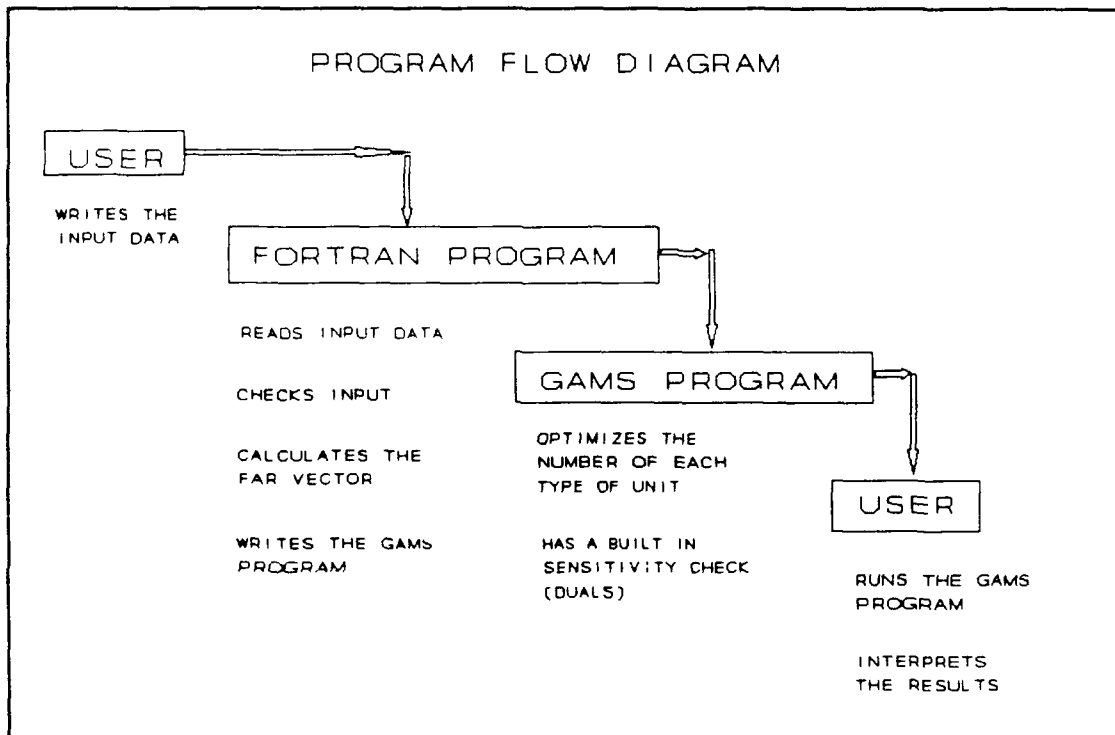 PROGRAM FLOW DIAGRAM
USER
WRITES THE
INPUT DATA
FORTRAN PROGRAM
READS INPUT DATA
CHECKS INPUT
CALCULATES THE
FAR VECTOR
WRITES THE GAMS
PROGRAM
GAMS PROGRAM
OPTIMIZES THE
NUMBER OF EACH
TYPE OF UNIT
HAS A BUILT IN
SENSITIVITY CHECK
(DUALS)
USER
RUNS THE GAMS
PROGRAM
INTERPRETS
THE RESULTS